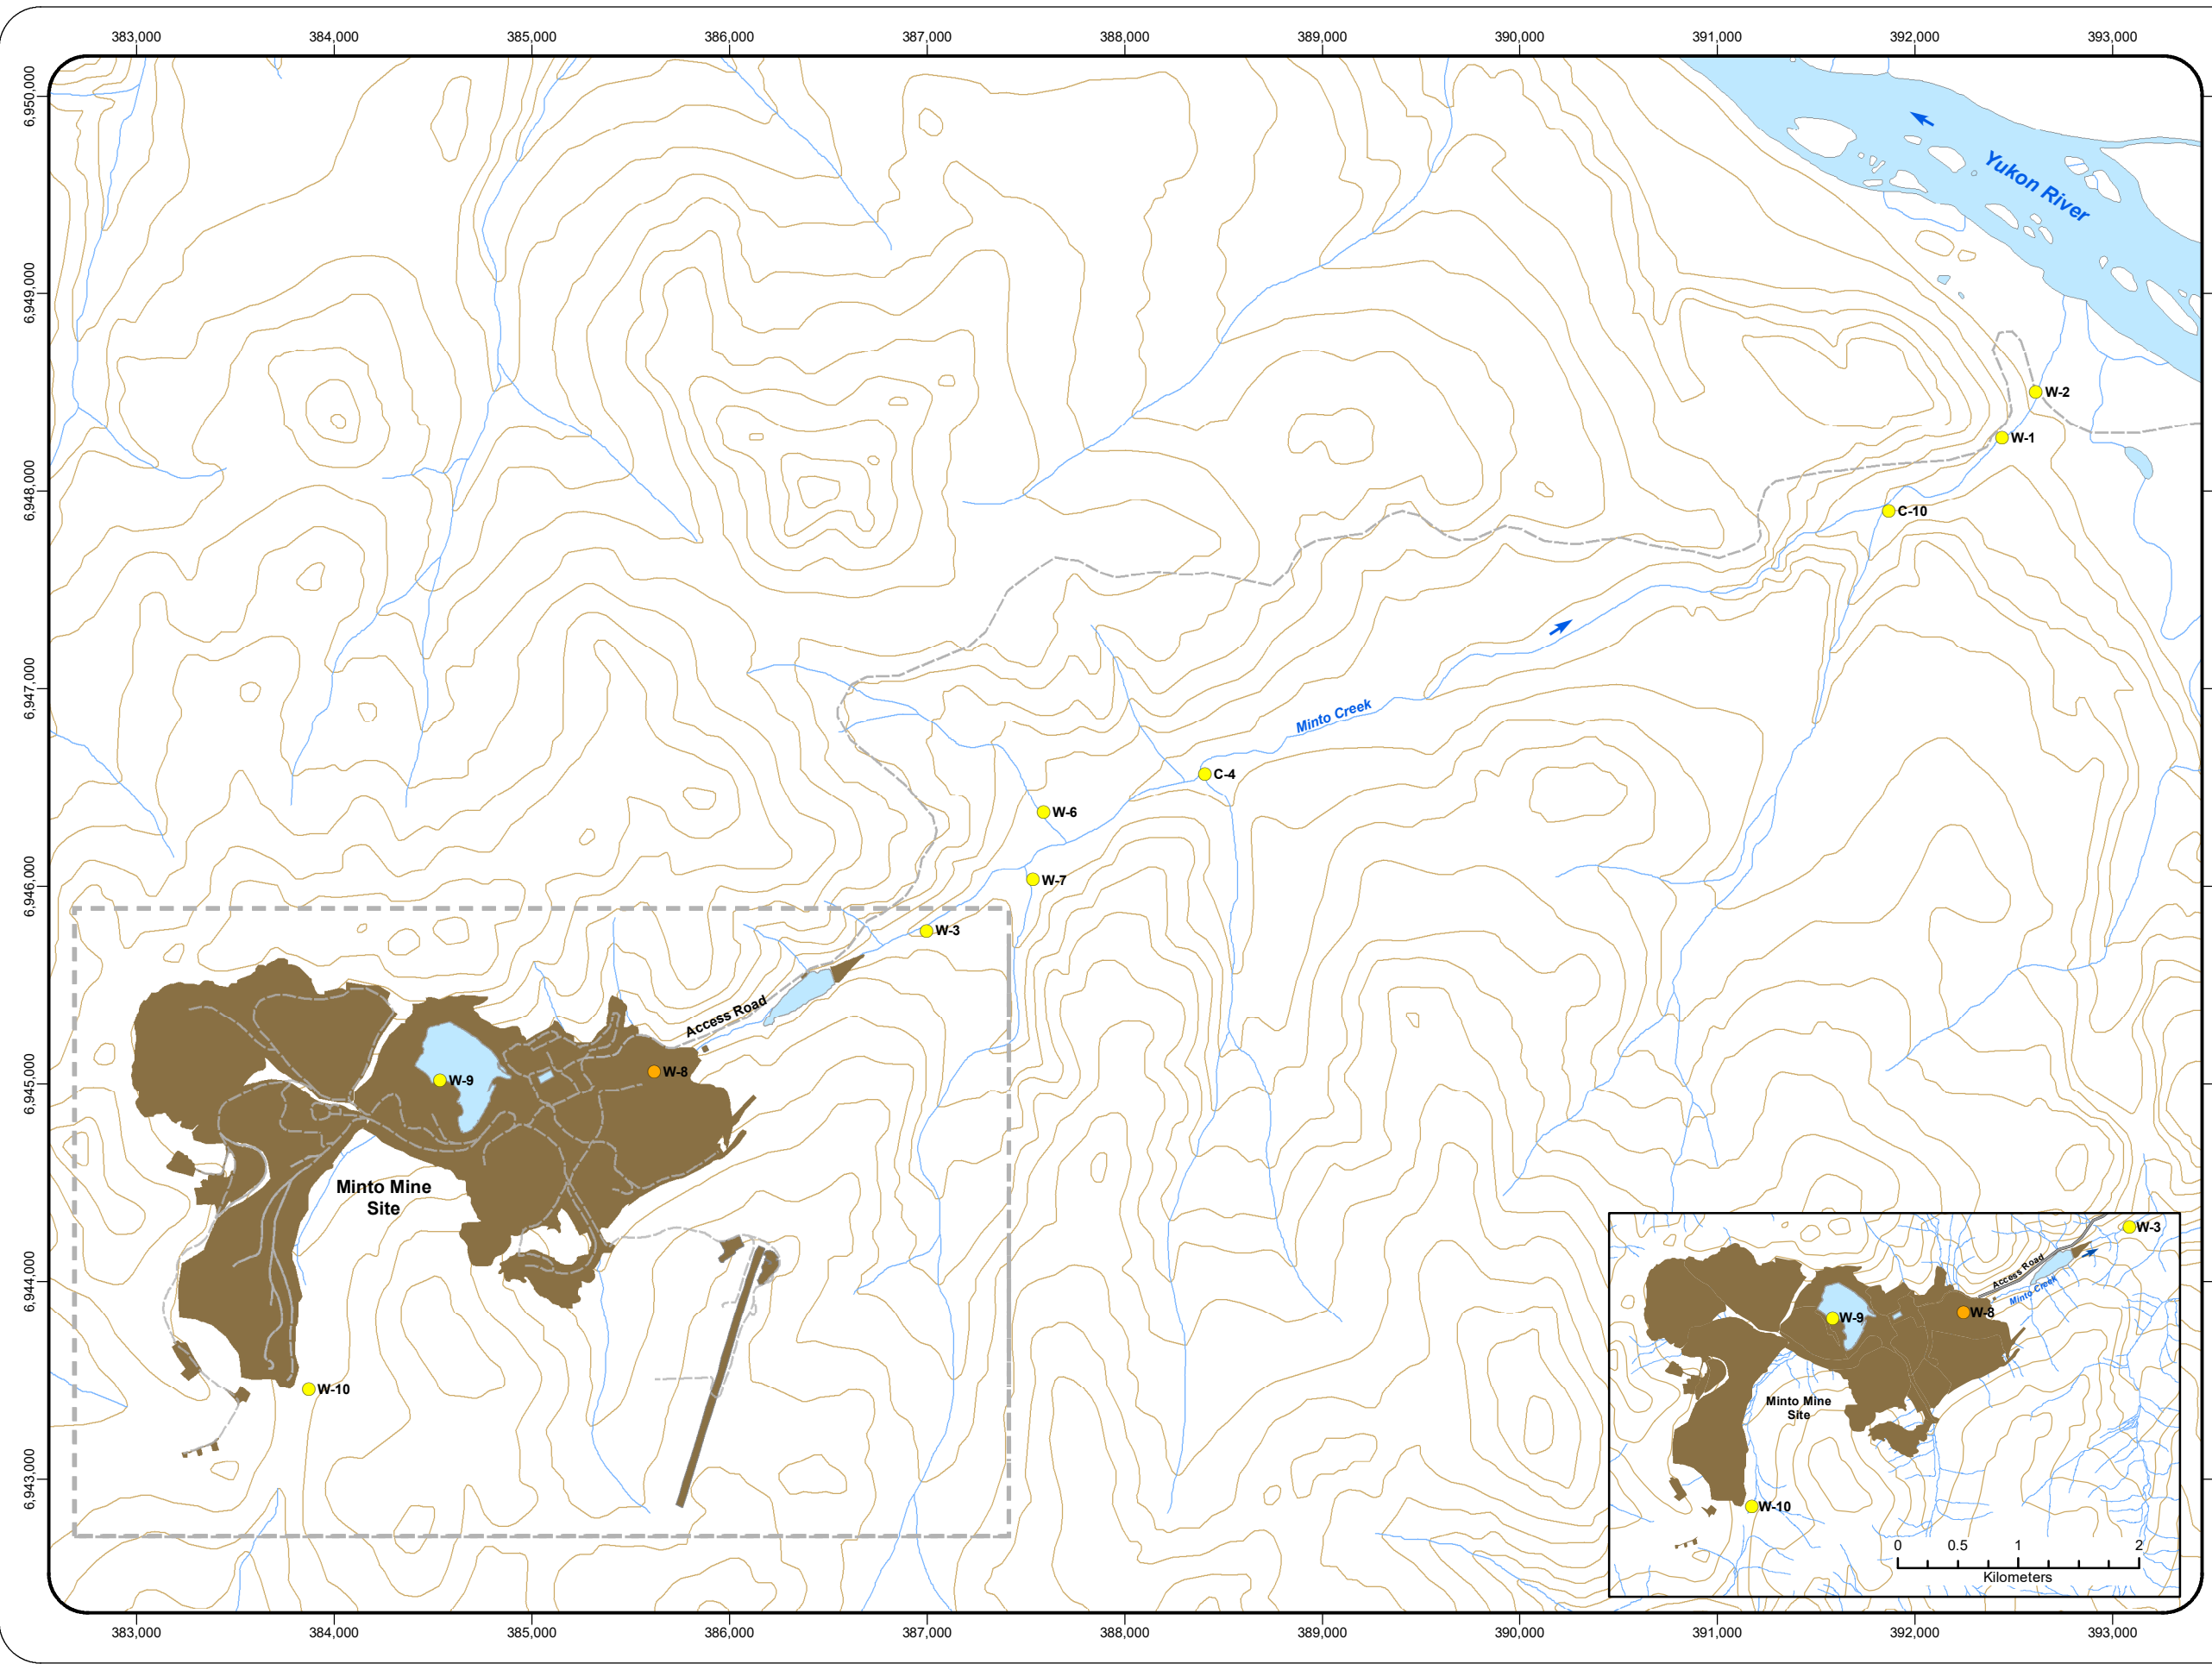 383,000 384,000 385,000 386,000 387,000 388,000 389,000 390,000 391,000 392,000 393,000
6,950,000
Yukon River
6,949,000
W-2
W-1
6,948,000
C-10
6,947,000
Minto Creek
C-4
W-6
6,946,000
W-7
W-3
Access Road
W-8
6,945,000
W-9
Minto Mine
Site
6,944,000
W-10
6,943,000
W-3
Access Road
Minto Creek
W-8
W-9
Minto Mine
Site
W-10
0 0.5 1 2
Kilometers
383,000 384,000 385,000 386,000 387,000 388,000 389,000 390,000 391,000 392,000 393,000